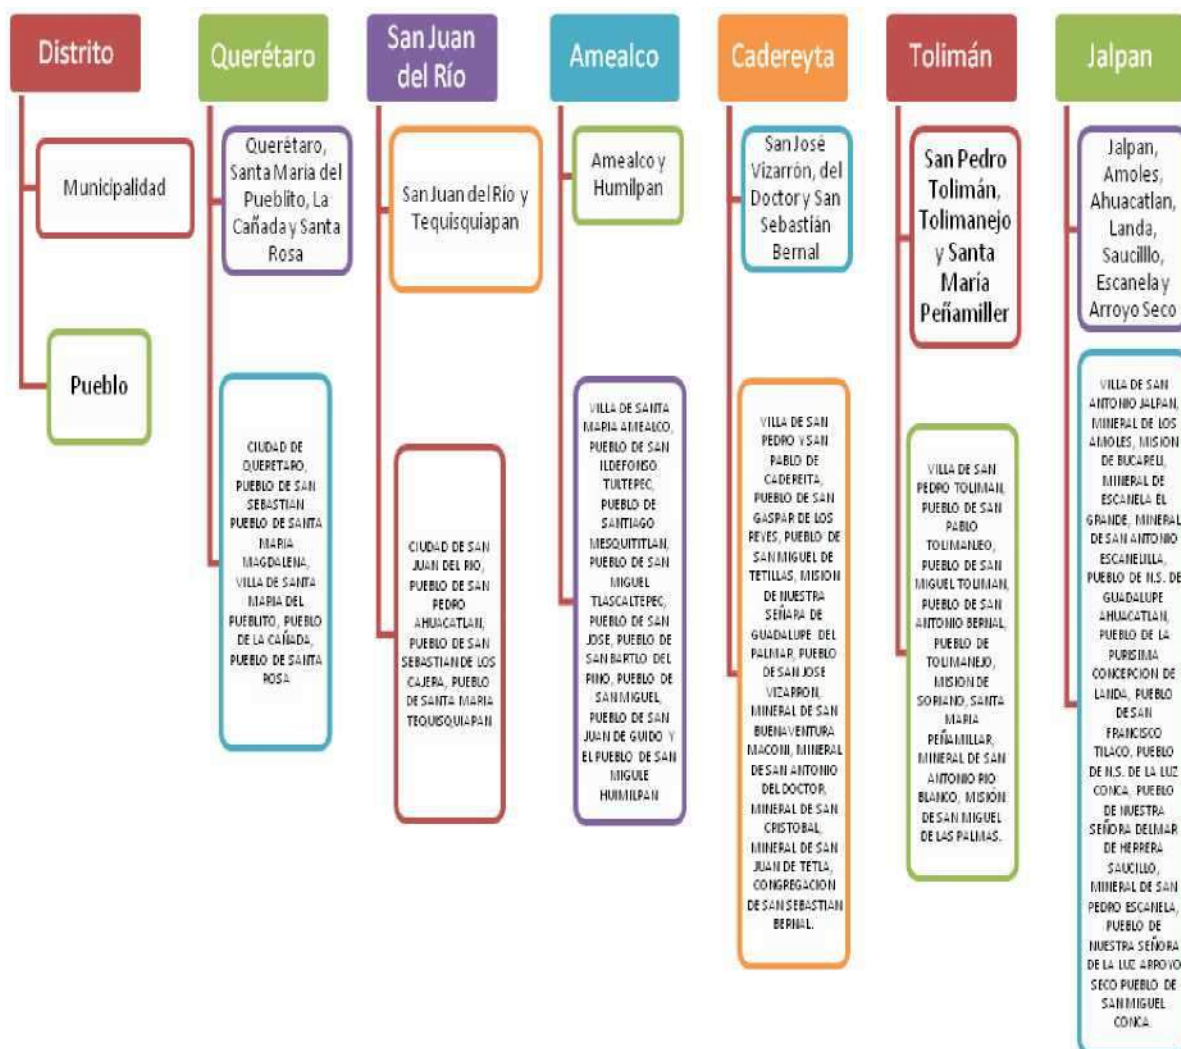 Distrito
Municipalidad
Pueblo
Querétaro
Querétaro,
Santa María del
Pueblito, La
Cañada y Santa
Rosa
CIUDAD DE
QUERETARO,
PUEBLO DE SAN
SEBASTIAN
PUEBLO DE SANTA
MARIA
MAGDALENA,
VILLA DE SANTA
MARIA DEL
PUEBLITO, PUEBLO
DE LA CAÑADA,
PUEBLO DE SANTA
ROSA
San Juan
del Río
San Juan del Río y
Tequisquiapan
CIUDAD DE SAN
JUAN DEL RIO,
PUEBLO DE SAN
PEDRO
AHUACATLAN,
PUEBLO DE SAN
SEBASTIAN DE LOS
CAJERA, PUEBLO
DE SANTA MARIA
TEQUISQUIAPAN
Amealco
Amealco y
Humilpan
VILLA DE SANTA
MARIA AMEALCO,
PUEBLO DE SAN
ILDEFONSO
TULTEPEC,
PUEBLO DE
SANTIAGO
MESQUITITLAN,
PUEBLO DE SAN
MIGUEL
TLASCALTEPEC,
PUEBLO DE SAN
JOSE, PUEBLO DE
SAN BARTLO DEL
PINO, PUEBLO DE
SAN MIGUEL,
PUEBLO DE SAN
JUAN DE GUIDO Y
EL PUEBLO DE SAN
MIGULE
HUIMILPAN
Cadereyta
San José
Vizarrón, del
Doctor y San
Sebastián
Bernal
VILLA DE SAN
PEDRO Y SAN
PABLO DE
CADEREITA,
PUEBLO DE SAN
GASPAR DE LOS
REYES, PUEBLO DE
SAN MIGUEL DE
TETILLAS, MISION
DE NUESTRA
SEÑARA DE
GUADALUPE DEL
PALMAR, PUEBLO
DE SAN JOSE
VIZARRON,
MINERAL DE SAN
BUENAVENTURA
MACONI, MINERAL
DE SAN ANTONIO
DEL DOCTOR,
MINERAL DE SAN
CRISTOBAL,
MINERAL DE SAN
JUAN DE TETLA,
CONGREGACION
DE SAN SEBASTIAN
BERNAL.
Tolimán
San Pedro
Tolimán,
Tolimanejo
y Santa
María
Peñamiller
VILLA DE SAN
PEDRO TOLIMAN,
PUEBLO DE SAN
PABLO
TOLIMANLEO,
PUEBLO DE SAN
MIGUEL TOLIMAN,
PUEBLO DE SAN
ANTONIO BERNAL,
PUEBLO DE
TOLIMANEJO,
MISION DE
SORIANO, SANTA
MARIA
PEÑAMILLAR,
MINERAL DE SAN
ANTONIO RIO
BLANCO, MISIÓN
DE SAN MIGUEL
DE LAS PALMAS.
Jalpan
Jalpan,
Amoles,
Ahuacatlan,
Landa,
Saucilllo,
Escanela y
Arroyo Seco
VILLA DE SAN
ANTONIO JALPAN,
MINERAL DE LOS
AMOLES, MISION
DE BUCARELI,
MINERAL DE
ESCANELA EL
GRANDE, MINERAL
DE SAN ANTONIO
ESCANELILLA,
PUEBLO DE N.S. DE
GUADALUPE
AHUACATLAN,
PUEBLO DE LA
PURISIMA
CONCEPCION DE
LANDA, PUEBLO
DE SAN
FRANCISCO
TILACO, PUEBLO
DE N.S. DE LA LUZ
CONCA, PUEBLO
DE NUESTRA
SEÑORA DELMAR
DE HERRERA
SAUCILLO,
MINERAL DE SAN
PEDRO ESCANELA,
PUEBLO DE
NUESTRA SEÑORA
DE LA LUZ ARROYO
SECO PUEBLO DE
SAN MIGUEL
CONCA.